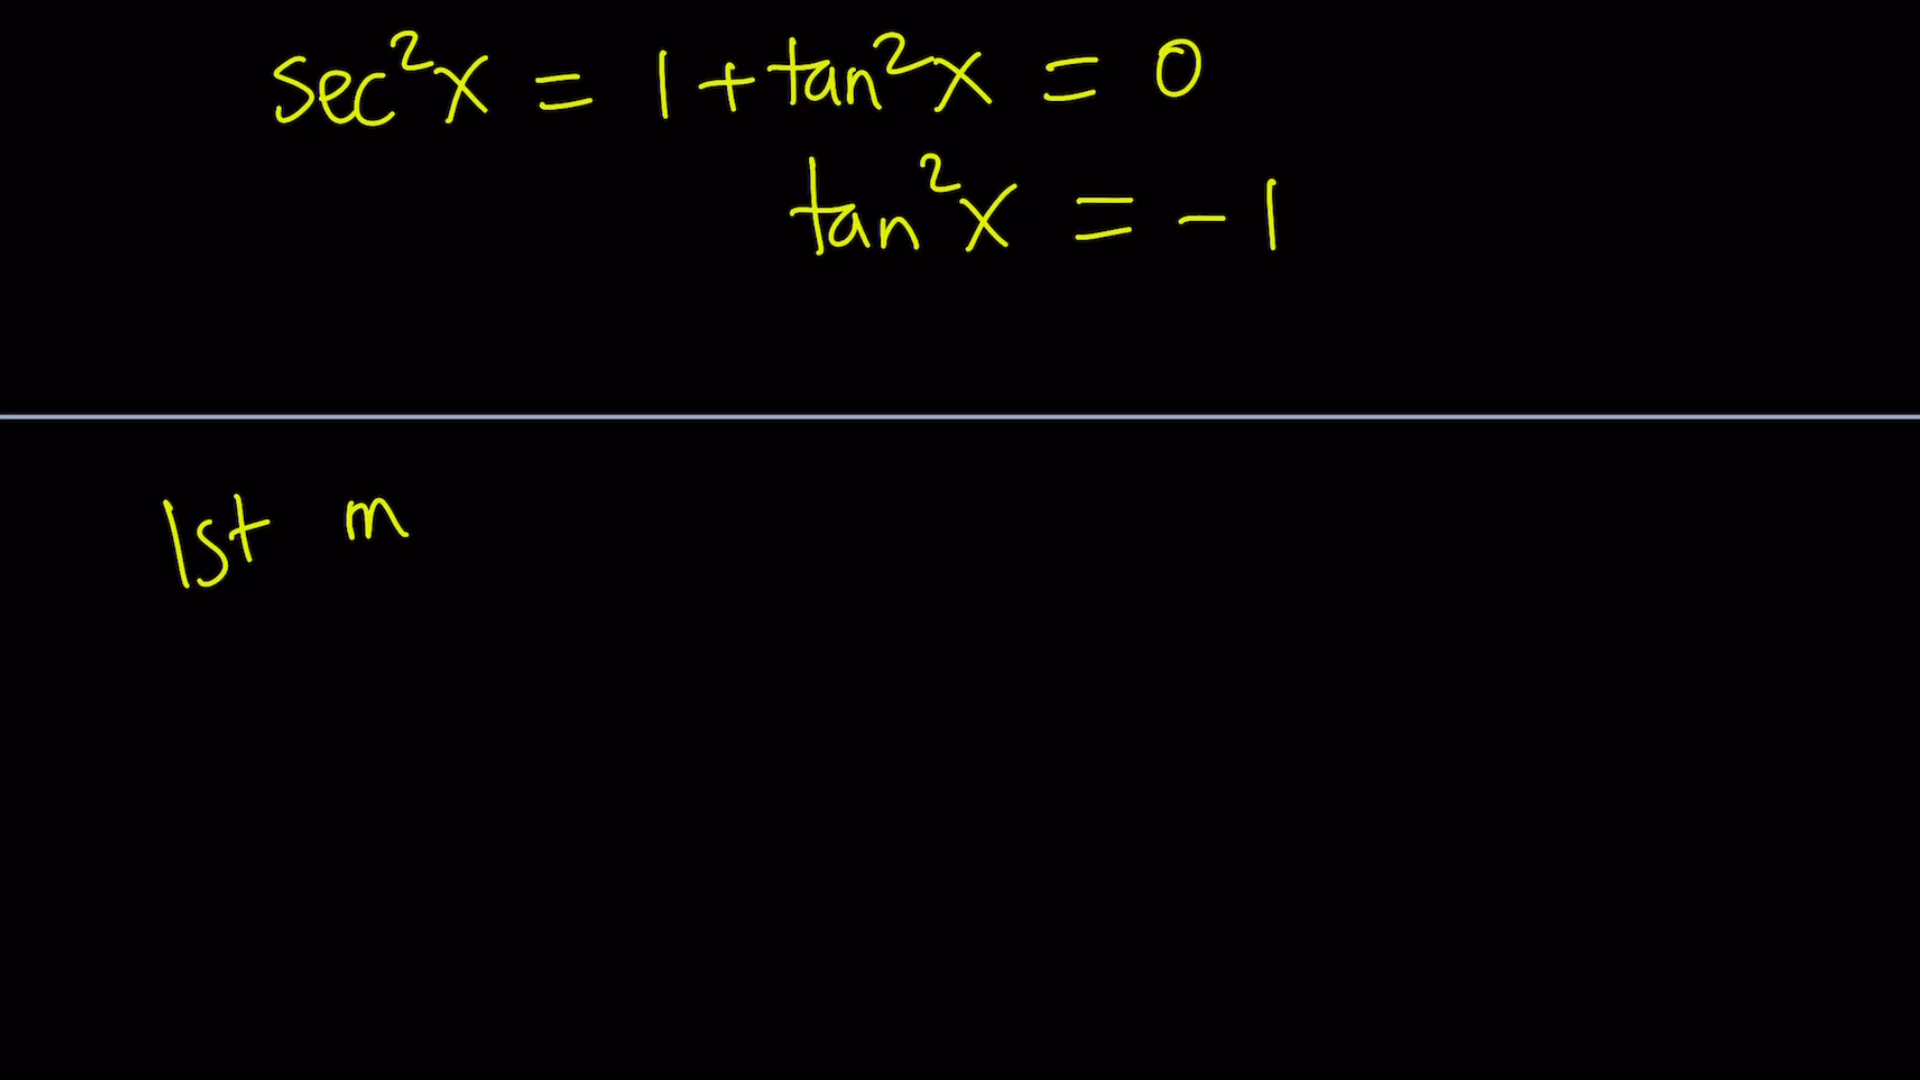 sec²x = 1 + tan²x = 0
tan²x = -1
1st m